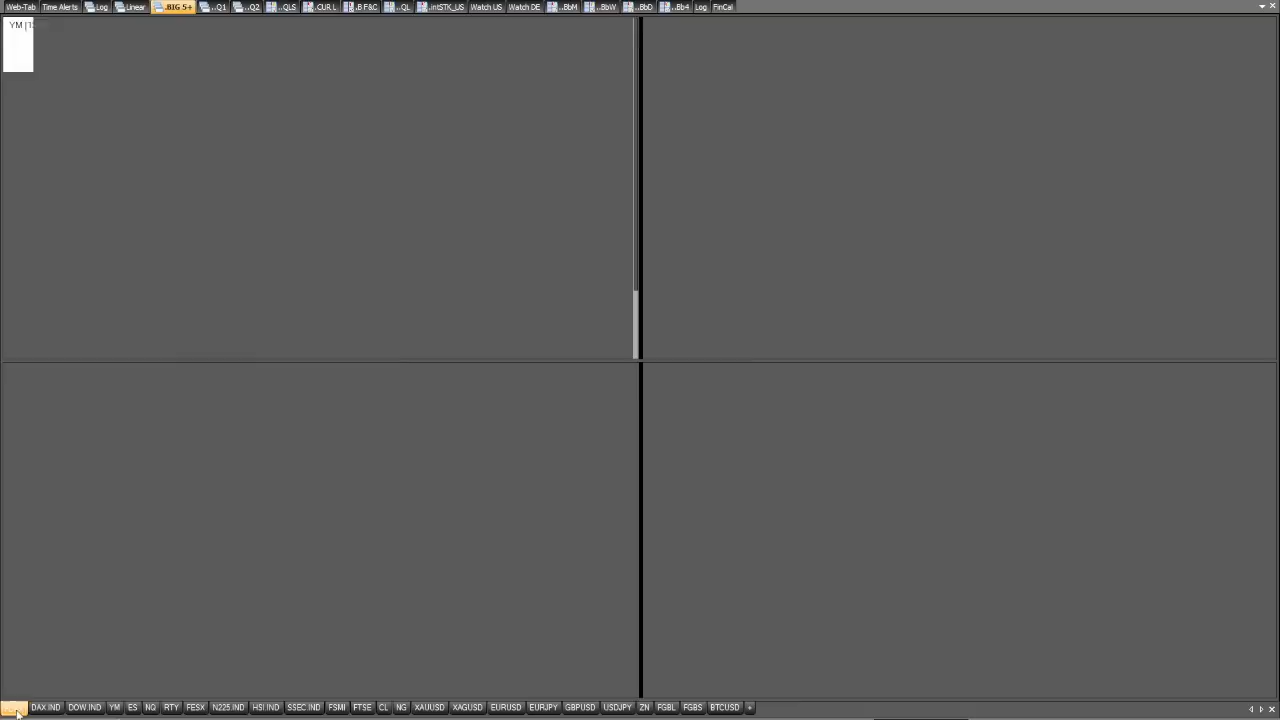 Web-Tab Time Alerts Log Linear .BIG 5+ ..Q1 ..Q2 ..QLS .CUR L .B F&C ..QL .intSTK_US Watch US Watch DE ..BbM ..BbW ..BbD ..Bb4 Log FinCal
YM
DAX.IND DOW.IND YM ES NQ RTY FESX N225.IND HSI.IND SSEC.IND FSMI FTSE CL NG XAUUSD XAGUSD EURUSD EURJPY GBPUSD USDJPY ZN FGBL FGBS BTCUSD +